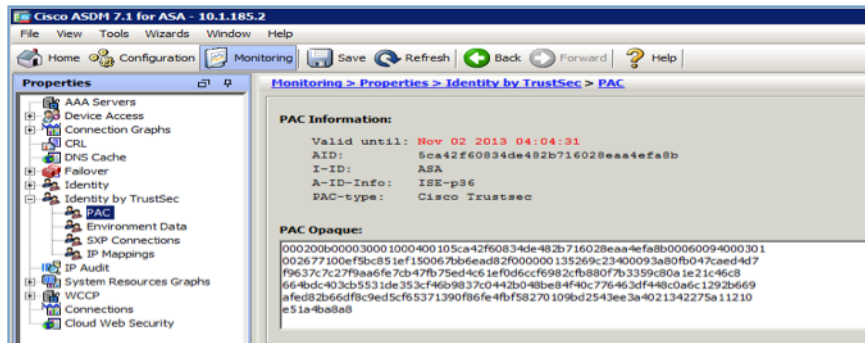 Cisco ASDM 7.1 for ASA - 10.1.185.2
File View Tools Wizards Window Help
Home Configuration Monitoring Save Refresh Back Forward Help
Properties
AAA Servers
Device Access
Connection Graphs
CRL
DNS Cache
Failover
Identity
Identity by TrustSec
PAC
Environment Data
SXP Connections
IP Mappings
IP Audit
System Resources Graphs
WCCP
Connections
Cloud Web Security
Monitoring > Properties > Identity by TrustSec > PAC
PAC Information:
Valid until: Nov 02 2013 04:04:31
AID: 5ca42f60834de482b716028eaa4efa8b
I-ID: ASA
A-ID-Info: ISE-p36
PAC-type: Cisco Trustsec
PAC Opaque:
000200b000030001000400105ca42f60834de482b716028eaa4efa8b00060094000301
002677100ef5bc851ef150067bb6ead82f000000135269c23400093a80fb047caed4d7
f9637c7c27f9aa6fe7cb47fb75ed4c61ef0d6ccf6982cfb880f7b3359c80a1e21c46c8
664bdc403cb5531de353cf46b9837c0442b048be84f40c776463df448c0a6c1292b669
afed82b66df8c9ed5cf65371390f86fe4fbf58270109bd2543ee3a4021342275a11210
e51a4ba8a8